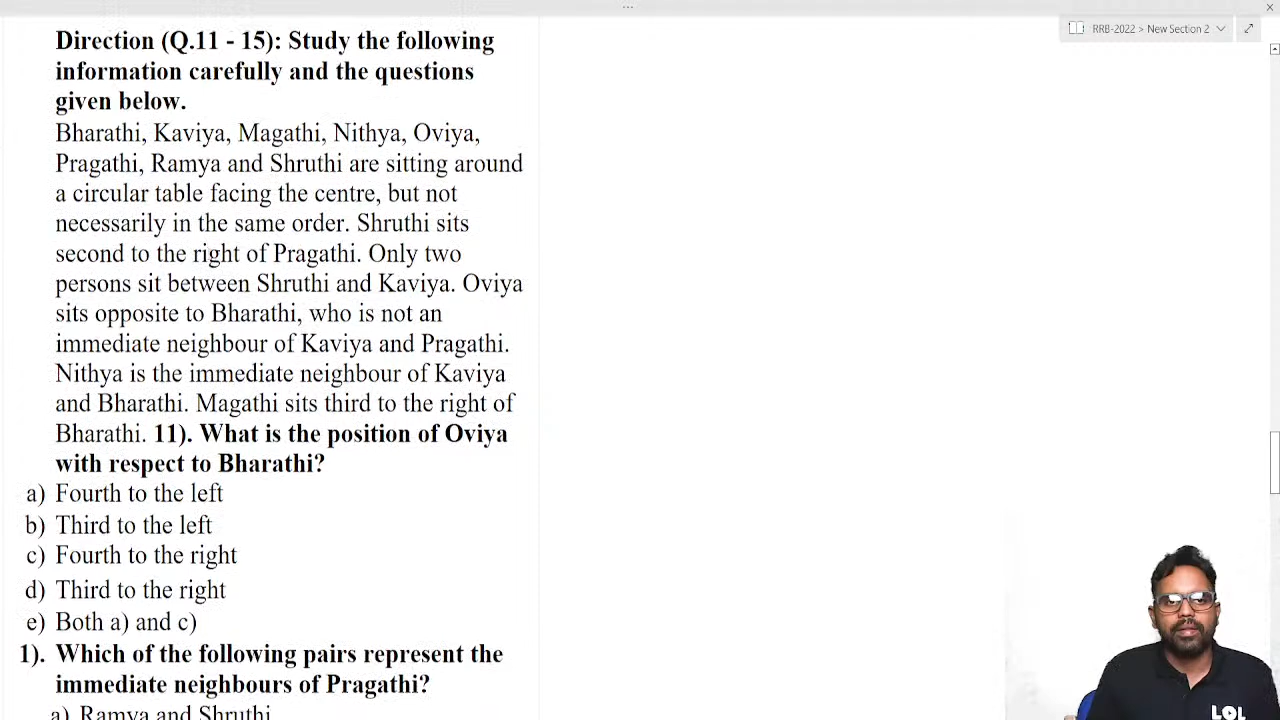 RRB-2022 > New Section 2
Direction (Q.11 - 15): Study the following
information carefully and the questions
given below.
Bharathi, Kaviya, Magathi, Nithya, Oviya,
Pragathi, Ramya and Shruthi are sitting around
a circular table facing the centre, but not
necessarily in the same order. Shruthi sits
second to the right of Pragathi. Only two
persons sit between Shruthi and Kaviya. Oviya
sits opposite to Bharathi, who is not an
immediate neighbour of Kaviya and Pragathi.
Nithya is the immediate neighbour of Kaviya
and Bharathi. Magathi sits third to the right of
Bharathi. 11). What is the position of Oviya
with respect to Bharathi?
a) Fourth to the left
b) Third to the left
c) Fourth to the right
d) Third to the right
e) Both a) and c)
1). Which of the following pairs represent the
immediate neighbours of Pragathi?
a) Ramya and Shruthi
LOL